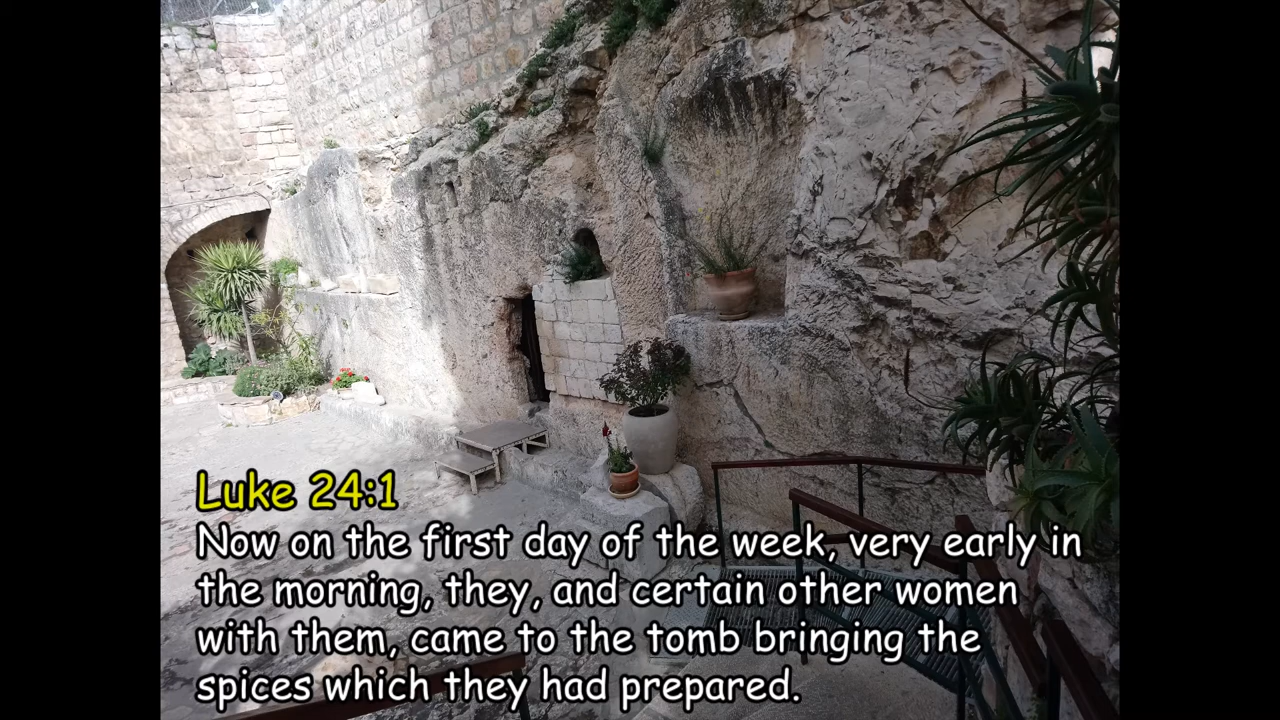 Luke 24:1
Now on the first day of the week, very early in
the morning, they, and certain other women
with them, came to the tomb bringing the
spices which they had prepared.